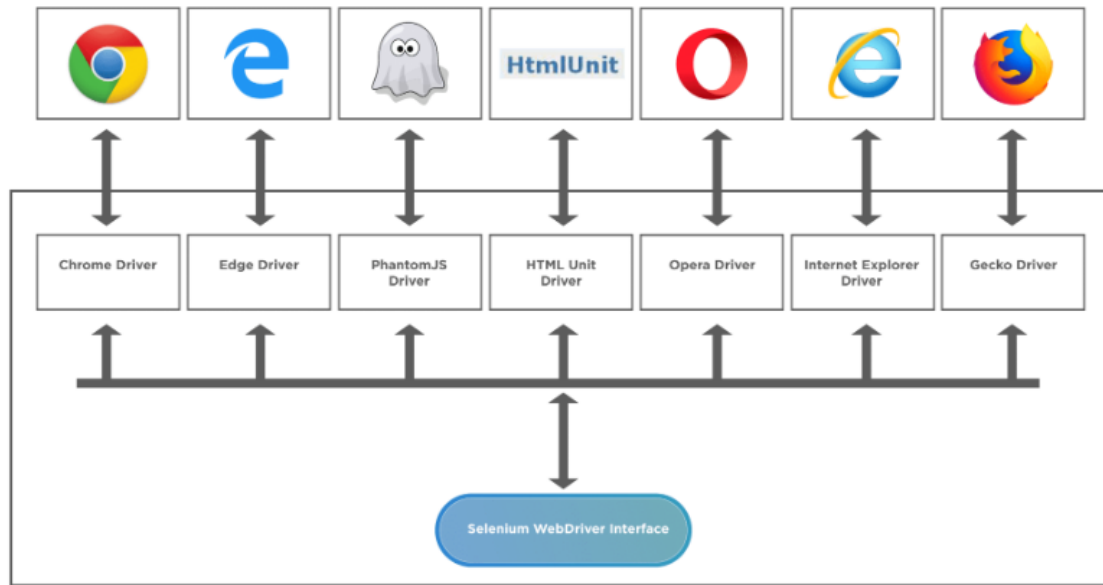 HtmlUnit
Chrome Driver
Edge Driver
PhantomJS
Driver
HTML Unit
Driver
Opera Driver
Internet Explorer
Driver
Gecko Driver
Selenium WebDriver Interface